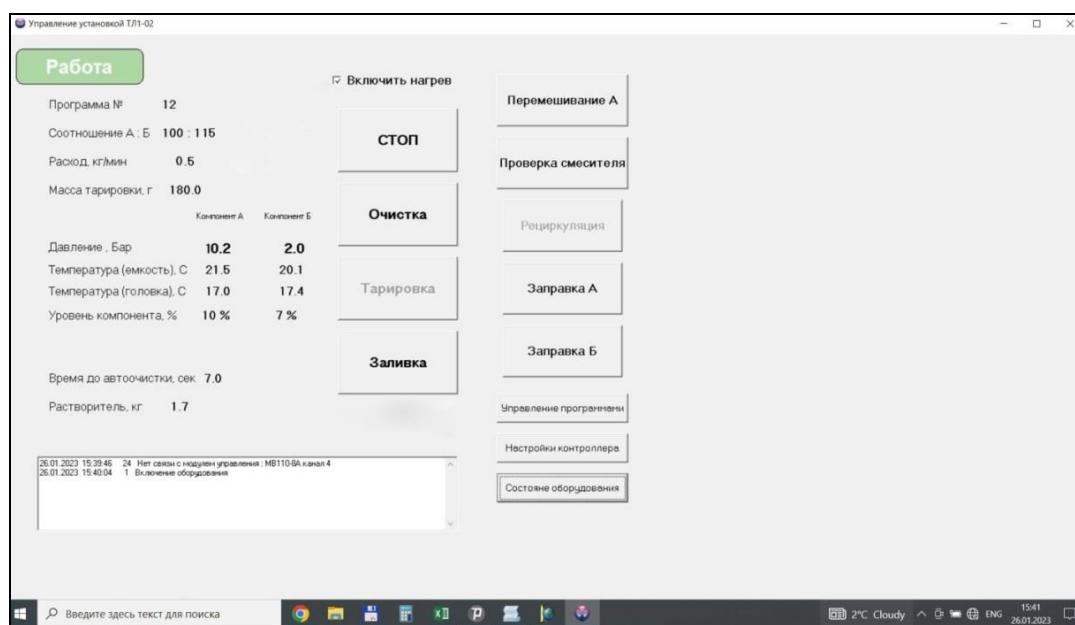 Управление установкой ТЛ1-02
Работа
Включить нагрев
Программа № 12
Соотношение А : Б 100 : 115
Расход, кг/мин 0.5
Масса тарировки, г 180.0
Компонент А Компонент Б
Давление , Бар 10.2 2.0
Температура (емкость), С 21.5 20.1
Температура (головка), С 17.0 17.4
Уровень компонента, % 10 % 7 %
Время до автоочистки, сек 7.0
Растворитель, кг 1.7
СТОП
Очистка
Тарировка
Заливка
Перемешивание А
Проверка смесителя
Рециркуляция
Заправка А
Заправка Б
Управление программами
Настройки контроллера
Состояне оборудования
26.01.2023 15:39:46 24 Нет связи с модулем управления : МВ110-8А канал 4
26.01.2023 15:40:04 1 Включение оборудования
Введите здесь текст для поиска
2°C Cloudy
ENG
15:41
26.01.2023